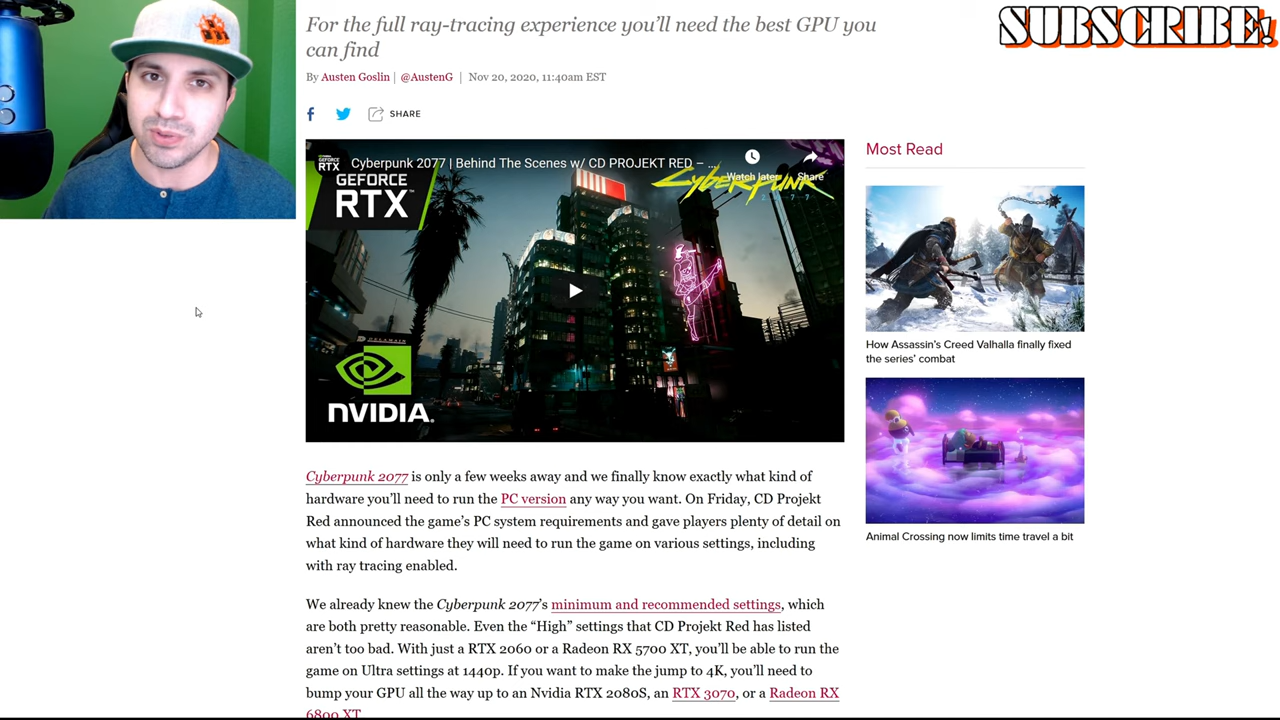 For the full ray-tracing experience you'll need the best GPU you
can find
By Austen Goslin | @AustenG | Nov 20, 2020, 11:40am EST
SHARE
SUBSCRIBE!
GEFORCE
RTX
Cyberpunk 2077 | Behind The Scenes w/ CD PROJEKT RED – ...
Watch later
Share
GEFORCE
RTX
Cyberpunk
2077
NVIDIA.
Most Read
How Assassin's Creed Valhalla finally fixed
the series' combat
Animal Crossing now limits time travel a bit
Cyberpunk 2077 is only a few weeks away and we finally know exactly what kind of
hardware you'll need to run the PC version any way you want. On Friday, CD Projekt
Red announced the game's PC system requirements and gave players plenty of detail on
what kind of hardware they will need to run the game on various settings, including
with ray tracing enabled.
We already knew the Cyberpunk 2077's minimum and recommended settings, which
are both pretty reasonable. Even the “High” settings that CD Projekt Red has listed
aren't too bad. With just a RTX 2060 or a Radeon RX 5700 XT, you'll be able to run the
game on Ultra settings at 1440p. If you want to make the jump to 4K, you'll need to
bump your GPU all the way up to an Nvidia RTX 2080S, an RTX 3070, or a Radeon RX
6800 XT.